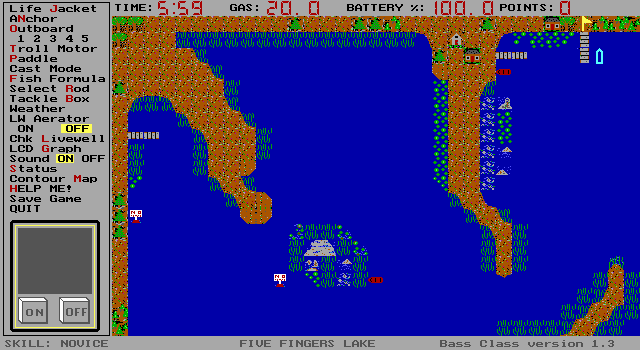 Life Jacket
TIME: 5:59 GAS: 20.0 BATTERY %: 100.0 POINTS: 0
ANchor
Outboard
1 2 3 4 5
Troll Motor
Paddle
Cast Mode
Fish Formula
Select Rod
Tackle Box
Weather
LW Aerator
ON OFF
Chk Livewell
LCD Graph
Sound ON OFF
Status
Contour Map
HELP ME!
Save Game
QUIT
ON OFF
SKILL: NOVICE FIVE FINGERS LAKE Bass Class version 1.3